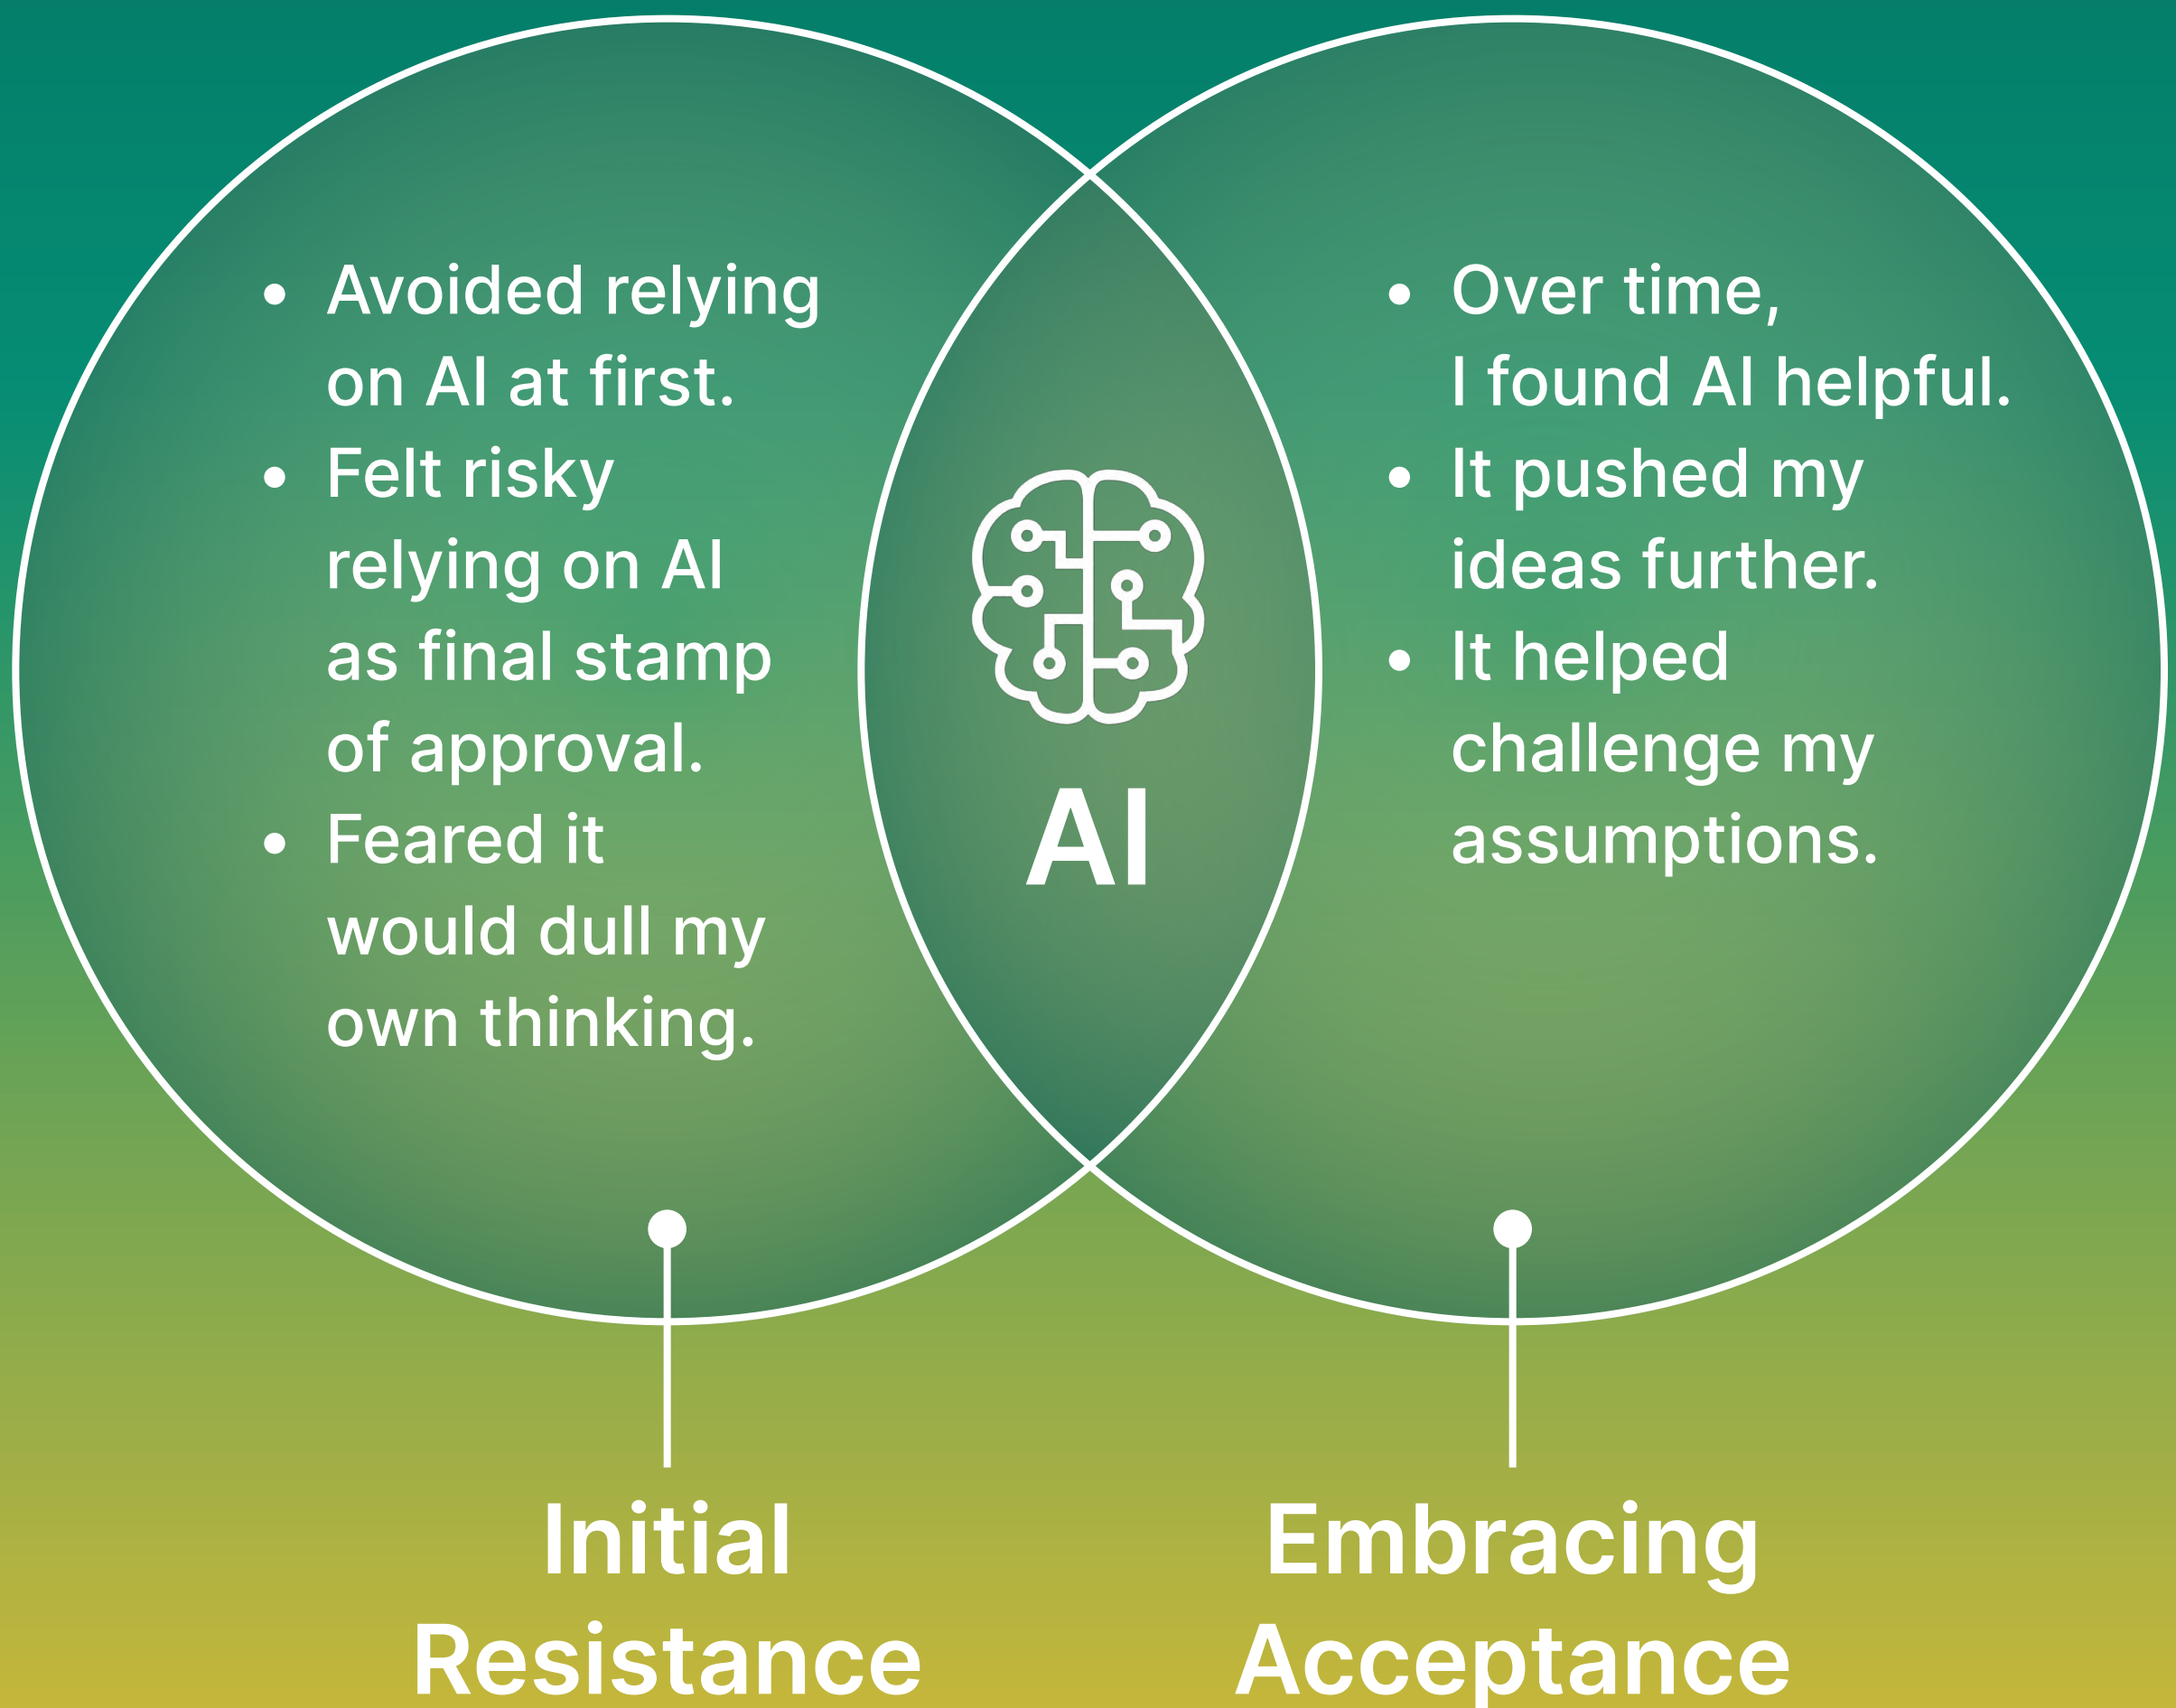 • Avoided relying
on AI at first.
• Felt risky
relying on AI
as final stamp
of approval.
• Feared it
would dull my
own thinking.
AI
• Over time,
I found AI helpful.
• It pushed my
ideas further.
• It helped
challenge my
assumptions.
Initial
Resistance
Embracing
Acceptance